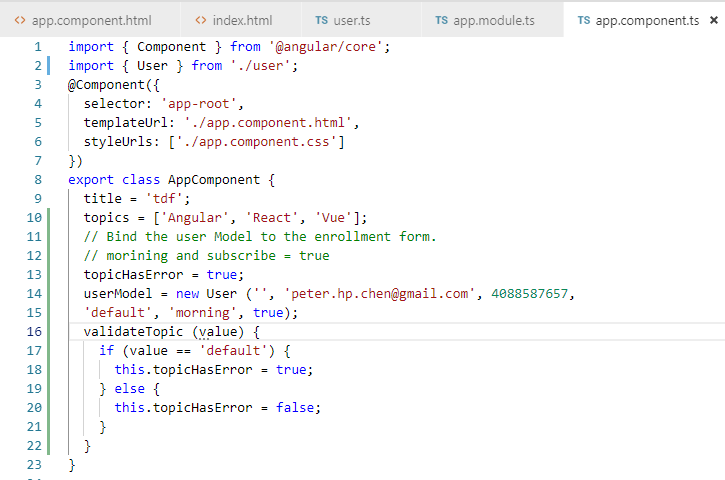 <> app.component.html <> index.html TS user.ts TS app.module.ts TS app.component.ts ×
1 import { Component } from '@angular/core';
2 import { User } from './user';
3 @Component({
4   selector: 'app-root',
5   templateUrl: './app.component.html',
6   styleUrls: ['./app.component.css']
7 })
8 export class AppComponent {
9   title = 'tdf';
10   topics = ['Angular', 'React', 'Vue'];
11   // Bind the user Model to the enrollment form.
12   // morining and subscribe = true
13   topicHasError = true;
14   userModel = new User ('', 'peter.hp.chen@gmail.com', 4088587657,
15   'default', 'morning', true);
16   validateTopic (value) {
17     if (value == 'default') {
18       this.topicHasError = true;
19     } else {
20       this.topicHasError = false;
21     }
22   }
23 }